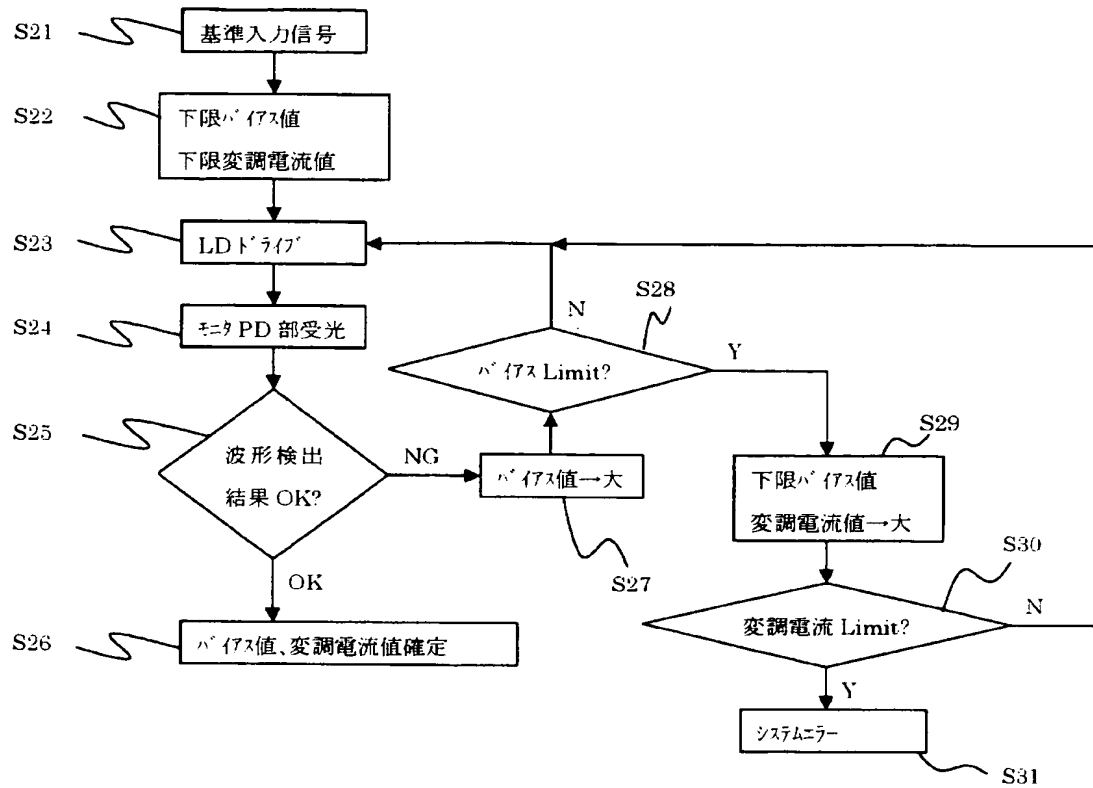 S21
基準入力信号
S22
下限バイアス値
下限変調電流値
S23
LDドライブ
S24
モニタPD部受光
S25
波形検出
結果OK?
NG
OK
S26
バイアス値、変調電流値確定
バイアス値→大
S27
バイアスLimit?
S28
N
Y
S29
下限バイアス値
変調電流値→大
S30
変調電流Limit?
N
Y
システムエラー
S31